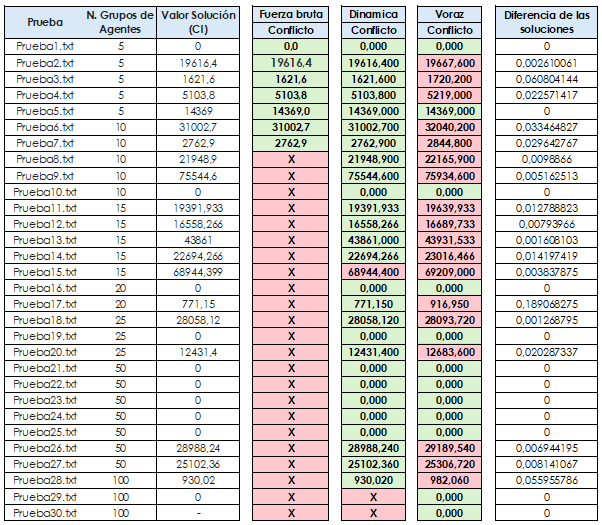 Prueba N. Grupos de Agentes Valor Solución (CI) Fuerza bruta Conflicto Dinamica Conflicto Voraz Conflicto Diferencia de las soluciones
Prueba1.txt 5 0 0,0 0,000 0,000 0
Prueba2.txt 5 19616,4 19616,4 19616,400 19667,600 0,002610061
Prueba3.txt 5 1621,6 1621,6 1621,600 1720,200 0,060804144
Prueba4.txt 5 5103,8 5103,8 5103,800 5219,000 0,022571417
Prueba5.txt 5 14369 14369,0 14369,000 14369,000 0
Prueba6.txt 10 31002,7 31002,7 31002,700 32040,200 0,033464827
Prueba7.txt 10 2762,9 2762,9 2762,900 2844,800 0,029642767
Prueba8.txt 10 21948,9 X 21948,900 22165,900 0,0098866
Prueba9.txt 10 75544,6 X 75544,600 75934,600 0,005162513
Prueba10.txt 10 0 X 0,000 0,000 0
Prueba11.txt 15 19391,933 X 19391,933 19639,933 0,012788823
Prueba12.txt 15 16558,266 X 16558,266 16689,733 0,00793966
Prueba13.txt 15 43861 X 43861,000 43931,533 0,001608103
Prueba14.txt 15 22694,266 X 22694,266 23016,466 0,014197419
Prueba15.txt 15 68944,399 X 68944,400 69209,000 0,003837875
Prueba16.txt 20 0 X 0,000 0,000 0
Prueba17.txt 20 771,15 X 771,150 916,950 0,189068275
Prueba18.txt 25 28058,12 X 28058,120 28093,720 0,001268795
Prueba19.txt 25 0 X 0,000 0,000 0
Prueba20.txt 25 12431,4 X 12431,400 12683,600 0,020287337
Prueba21.txt 50 0 X 0,000 0,000 0
Prueba22.txt 50 0 X 0,000 0,000 0
Prueba23.txt 50 0 X 0,000 0,000 0
Prueba24.txt 50 0 X 0,000 0,000 0
Prueba25.txt 50 0 X 0,000 0,000 0
Prueba26.txt 50 28988,24 X 28988,240 29189,540 0,006944195
Prueba27.txt 50 25102,36 X 25102,360 25306,720 0,008141067
Prueba28.txt 100 930,02 X 930,020 982,060 0,055955786
Prueba29.txt 100 0 X X 0,000 0
Prueba30.txt 100 - X X 0,000 0